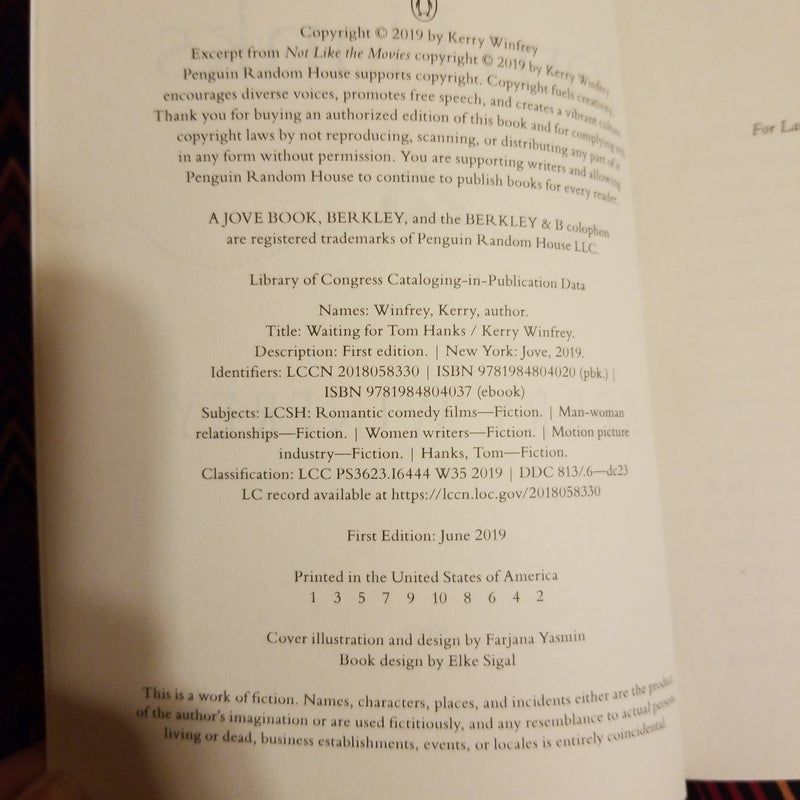 Copyright © 2019 by Kerry Winfrey
Excerpt from Not Like the Movies copyright © 2019 by Kerry Winfrey
Penguin Random House supports copyright. Copyright fuels creativity,
encourages diverse voices, promotes free speech, and creates a vibrant culture.
Thank you for buying an authorized edition of this book and for complying with
copyright laws by not reproducing, scanning, or distributing any part of it
in any form without permission. You are supporting writers and allowing
Penguin Random House to continue to publish books for every reader.
A JOVE BOOK, BERKLEY, and the BERKLEY & B colophon
are registered trademarks of Penguin Random House LLC.
Library of Congress Cataloging-in-Publication Data
Names: Winfrey, Kerry, author.
Title: Waiting for Tom Hanks / Kerry Winfrey.
Description: First edition. | New York: Jove, 2019.
Identifiers: LCCN 2018058330 | ISBN 9781984804020 (pbk.) |
ISBN 9781984804037 (ebook)
Subjects: LCSH: Romantic comedy films—Fiction. | Man-woman
relationships—Fiction. | Women writers—Fiction. | Motion picture
industry—Fiction. | Hanks, Tom—Fiction.
Classification: LCC PS3623.I6444 W35 2019 | DDC 813/.6—dc23
LC record available at https://lccn.loc.gov/2018058330
First Edition: June 2019
Printed in the United States of America
1 3 5 7 9 10 8 6 4 2
Cover illustration and design by Farjana Yasmin
Book design by Elke Sigal
This is a work of fiction. Names, characters, places, and incidents either are the product
of the author's imagination or are used fictitiously, and any resemblance to actual persons,
living or dead, business establishments, events, or locales is entirely coincidental.
For